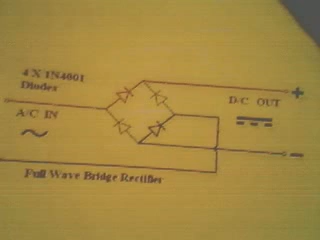 4 X 1N4001
Diodes
D/C OUT
+
A/C IN
-
Full Wave Bridge Rectifier